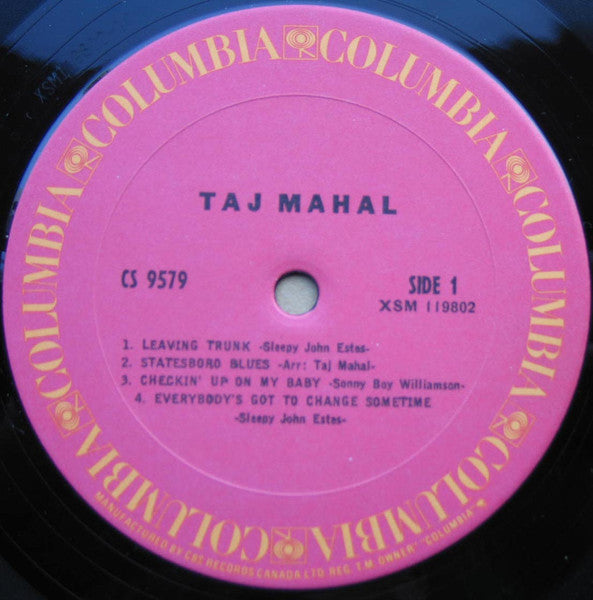 COLUMBIA COLUMBIA COLUMBIA COLUMBIA COLUMBIA COLUMBIA
TAJ MAHAL
CS 9579
SIDE 1
XSM 119802
1. LEAVING TRUNK -Sleepy John Estes-
2. STATESBORO BLUES -Arr: Taj Mahal-
3. CHECKIN' UP ON MY BABY -Sonny Boy Williamson-
4. EVERYBODY'S GOT TO CHANGE SOMETIME
-Sleepy John Estes-
MANUFACTURED BY CBS RECORDS CANADA LTD REG. T.M. OWNER "COLUMBIA"
XSM1